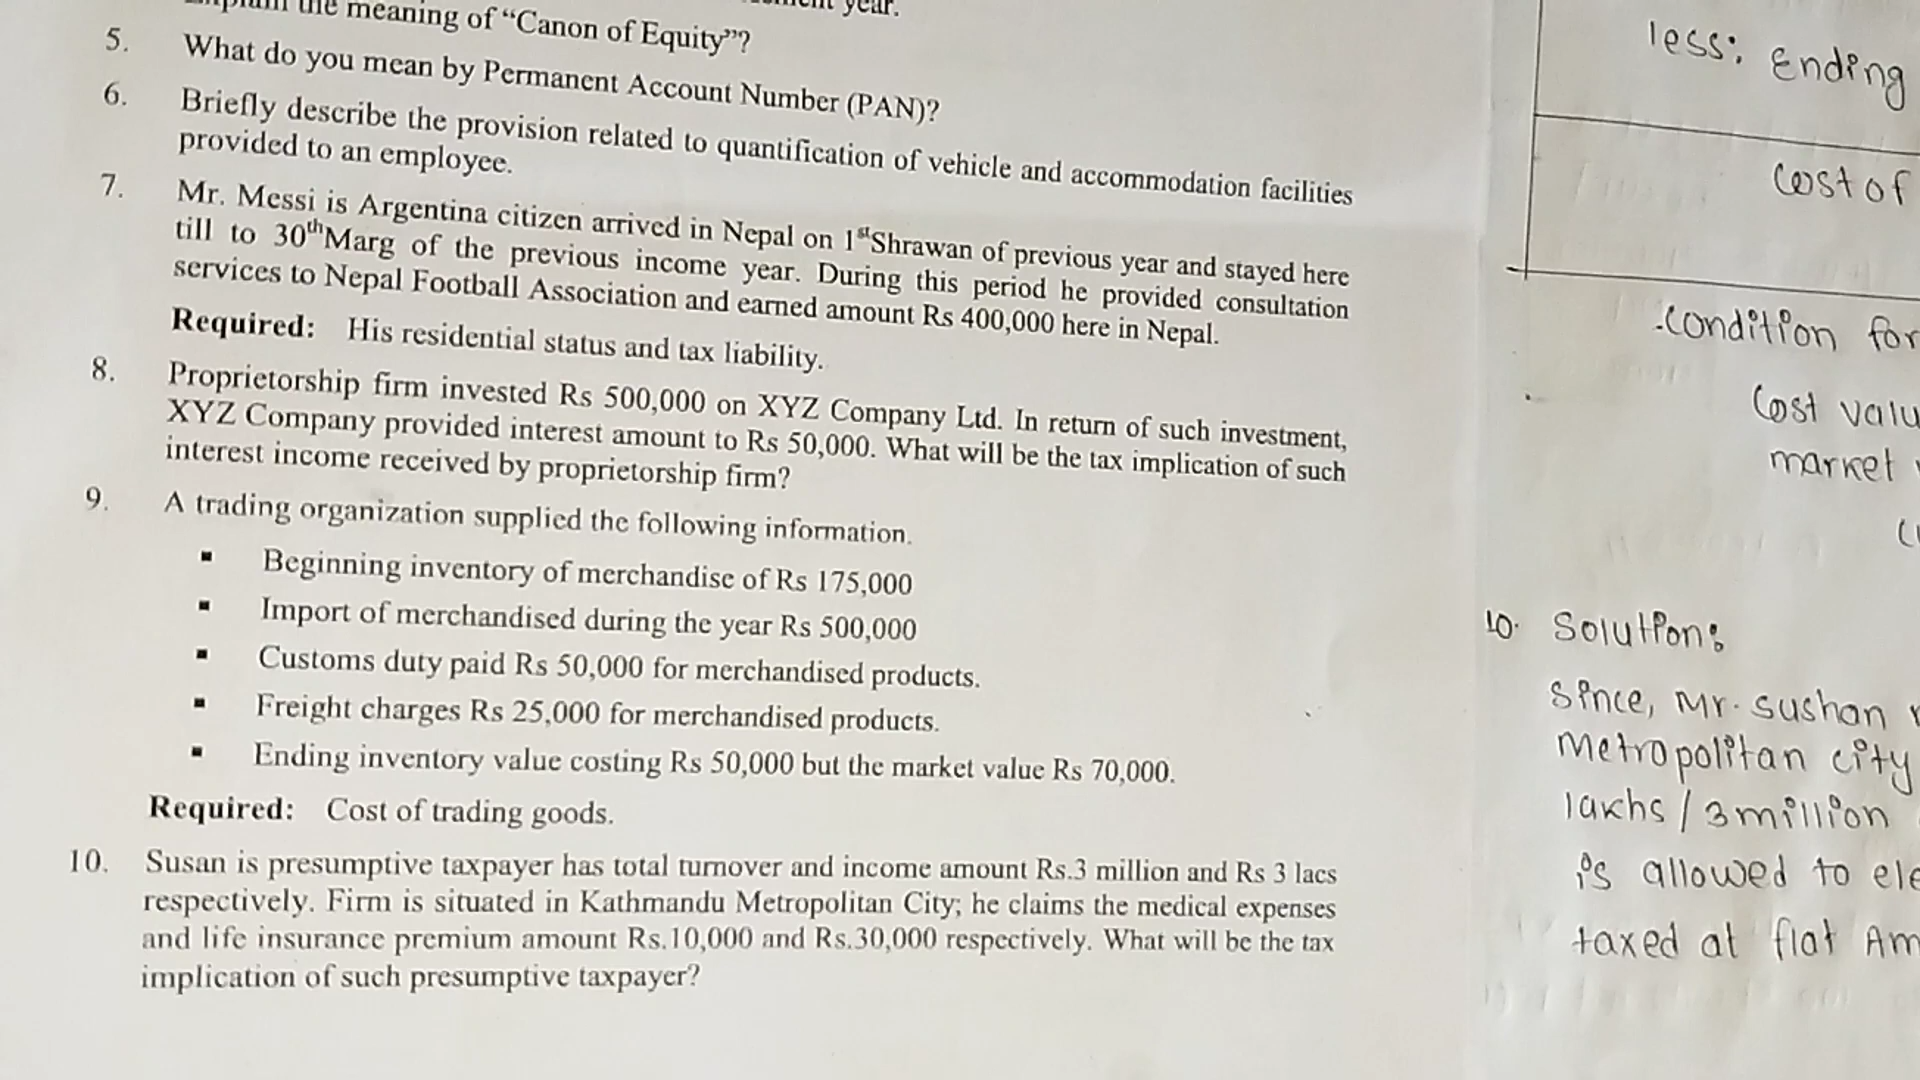 year.
the meaning of “Canon of Equity”?
5. What do you mean by Permanent Account Number (PAN)?
6. Briefly describe the provision related to quantification of vehicle and accommodation facilities
provided to an employee.
7. Mr. Messi is Argentina citizen arrived in Nepal on 1st Shrawan of previous year and stayed here
till to 30th Marg of the previous income year. During this period he provided consultation
services to Nepal Football Association and earned amount Rs 400,000 here in Nepal.
Required: His residential status and tax liability.
8. Proprietorship firm invested Rs 500,000 on XYZ Company Ltd. In return of such investment,
XYZ Company provided interest amount to Rs 50,000. What will be the tax implication of such
interest income received by proprietorship firm?
9. A trading organization supplied the following information.
▪ Beginning inventory of merchandise of Rs 175,000
▪ Import of merchandised during the year Rs 500,000
▪ Customs duty paid Rs 50,000 for merchandised products.
▪ Freight charges Rs 25,000 for merchandised products.
▪ Ending inventory value costing Rs 50,000 but the market value Rs 70,000.
Required: Cost of trading goods.
10. Susan is presumptive taxpayer has total turnover and income amount Rs.3 million and Rs 3 lacs
respectively. Firm is situated in Kathmandu Metropolitan City; he claims the medical expenses
and life insurance premium amount Rs.10,000 and Rs.30,000 respectively. What will be the tax
implication of such presumptive taxpayer?
less: Ending
Cost of
condition for
Cost valu
market
10. Solution:
Since, Mr. Sushan
Metropolitan city
lakhs / 3 million
is allowed to ele
taxed at flat Am